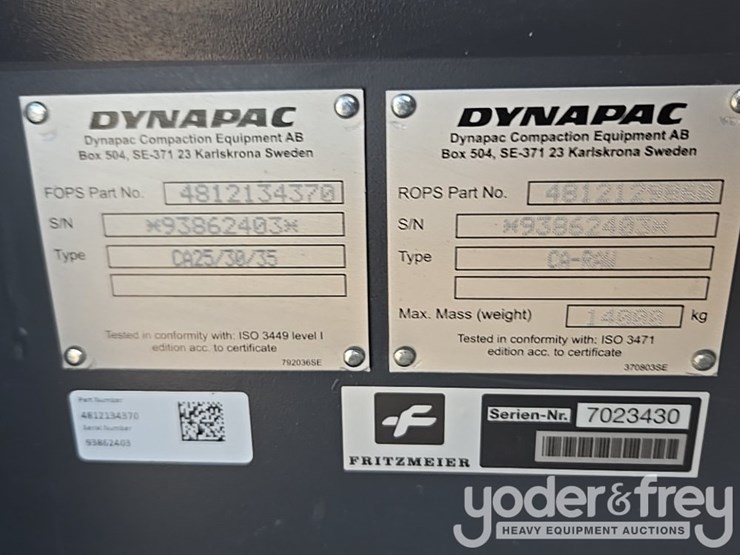 DYNAPAC
Dynapac Compaction Equipment AB
Box 504, SE-371 23 Karlskrona Sweden
FOPS Part No. 4812134370
S/N *93862403*
Type CA25/30/35
Tested in conformity with: ISO 3449 level I
edition acc. to certificate
792036SE
DYNAPAC
Dynapac Compaction Equipment AB
Box 504, SE-371 23 Karlskrona Sweden
ROPS Part No.
S/N *93862403*
Type CA-RAW
Max. Mass (weight) 14000 kg
Tested in conformity with: ISO 3471
edition acc. to certificate
370803SE
Part Number
4812134370
Serial Number
93862403
FRITZMEIER
Serien-Nr. 7023430
yoder&frey
HEAVY EQUIPMENT AUCTIONS